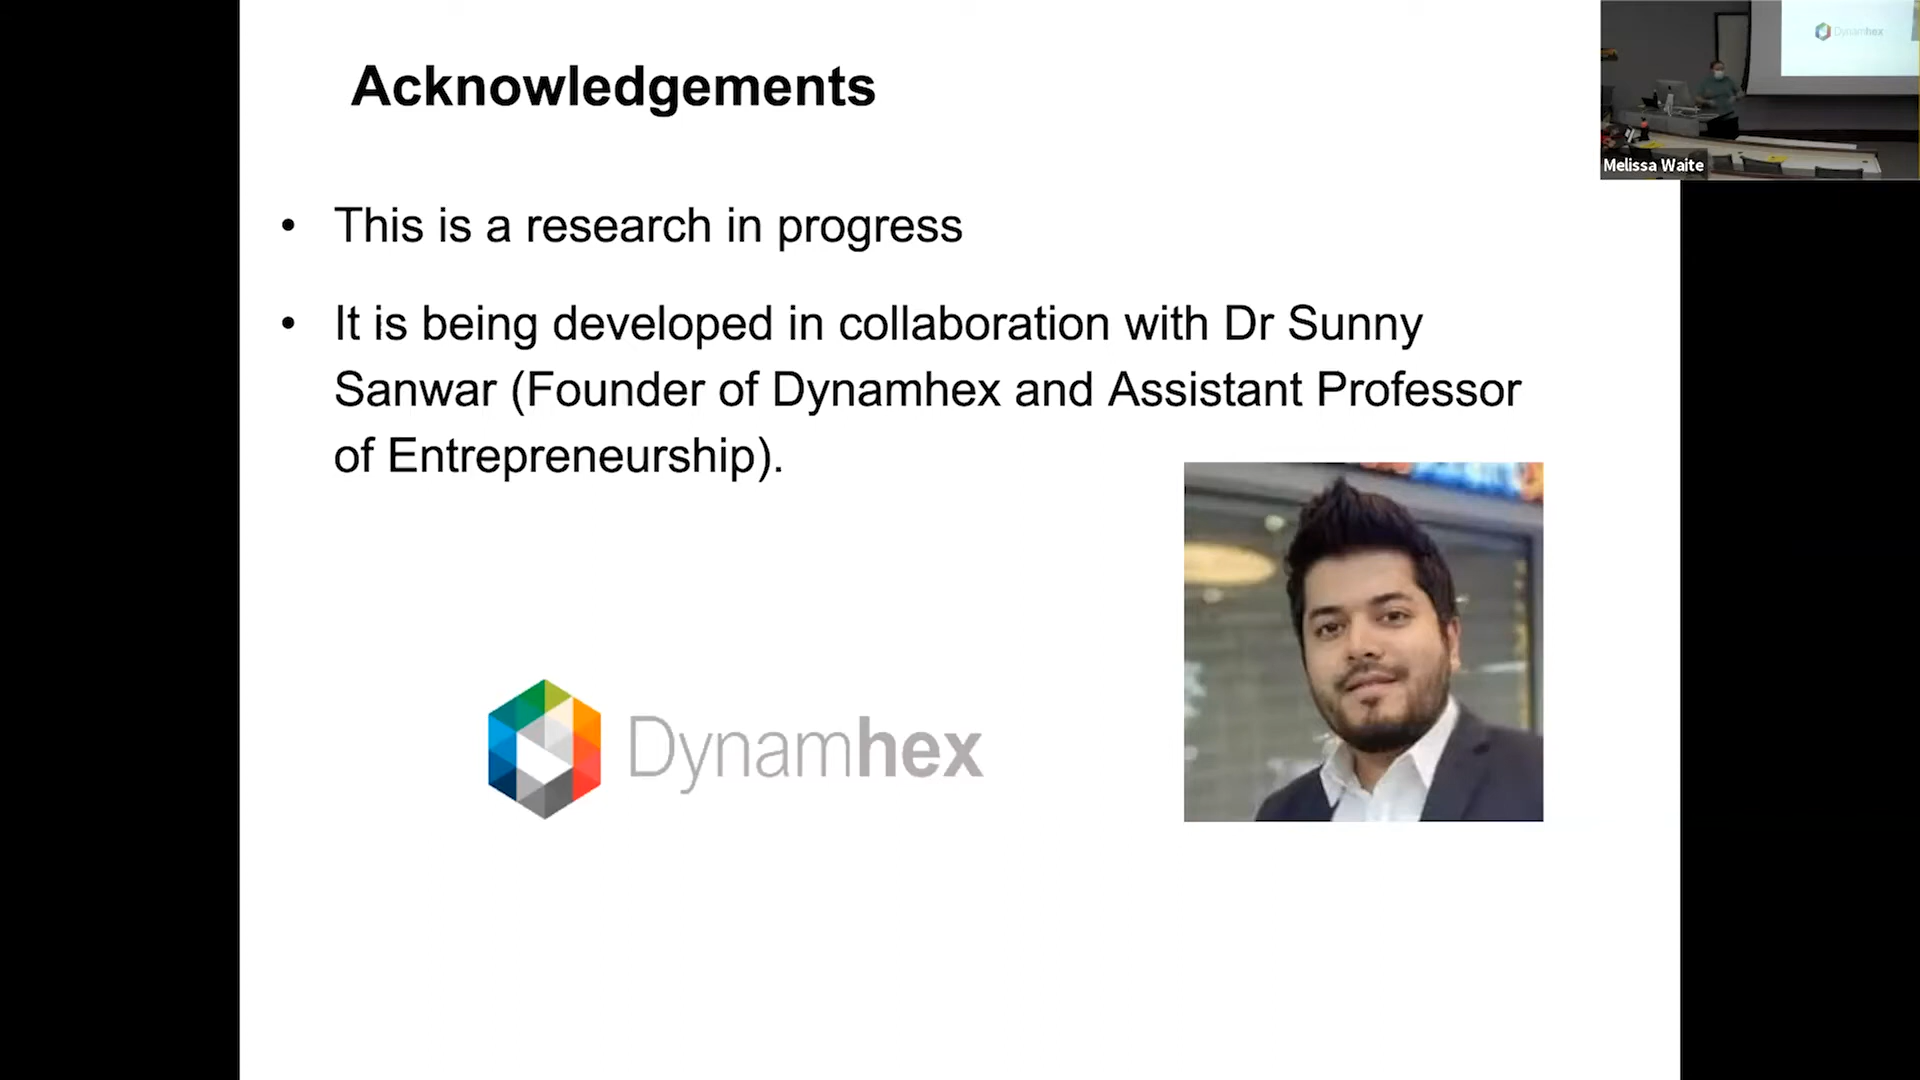 Acknowledgements
• This is a research in progress
• It is being developed in collaboration with Dr Sunny
Sanwar (Founder of Dynamhex and Assistant Professor
of Entrepreneurship).
Dynamhex
Dynamhex
Melissa Waite